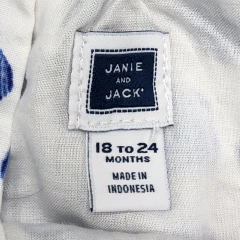 JANIE
AND
JACK
18 TO 24
MONTHS
MADE IN
INDONESIA